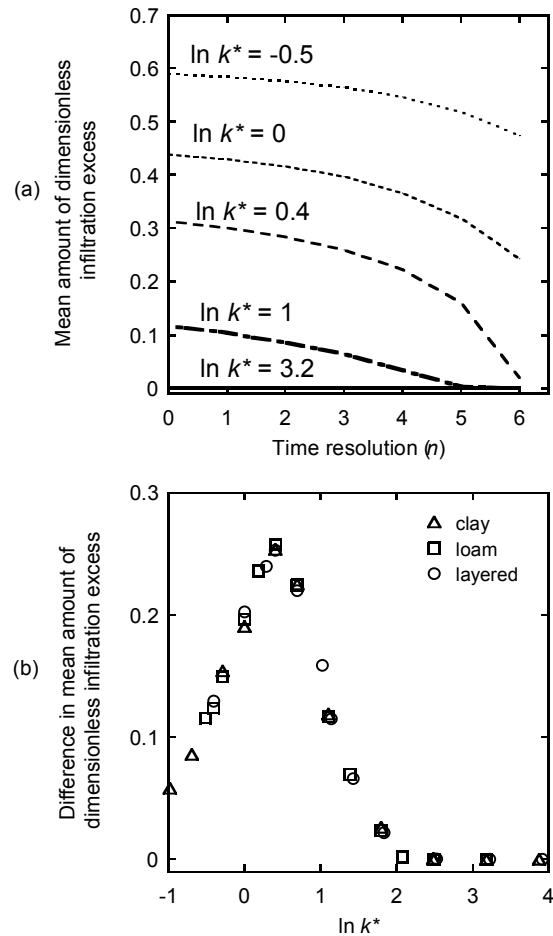 (a)
Mean amount of dimensionless
infiltration excess
0.7
0.6
0.5
0.4
0.3
0.2
0.1
0
ln k* = -0.5
ln k* = 0
ln k* = 0.4
ln k* = 1
ln k* = 3.2
0 1 2 3 4 5 6
Time resolution (n)
(b)
Difference in mean amount of
dimensionless infiltration excess
0.3
0.2
0.1
0
clay
loam
layered
-1 0 1 2 3 4
ln k*